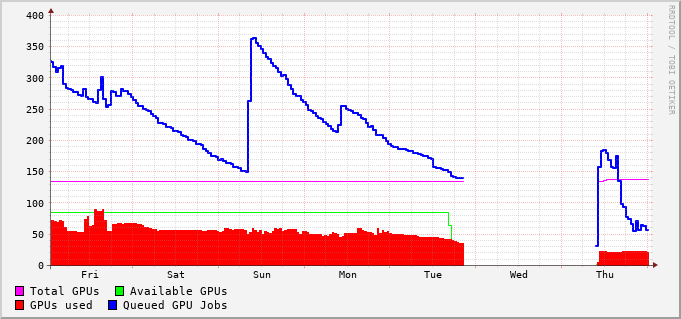 400
350
300
250
200
150
100
50
0
Fri Sat Sun Mon Tue Wed Thu
Total GPUs Available GPUs
GPUs used Queued GPU Jobs
RRDTOOL / TOBI OETIKER